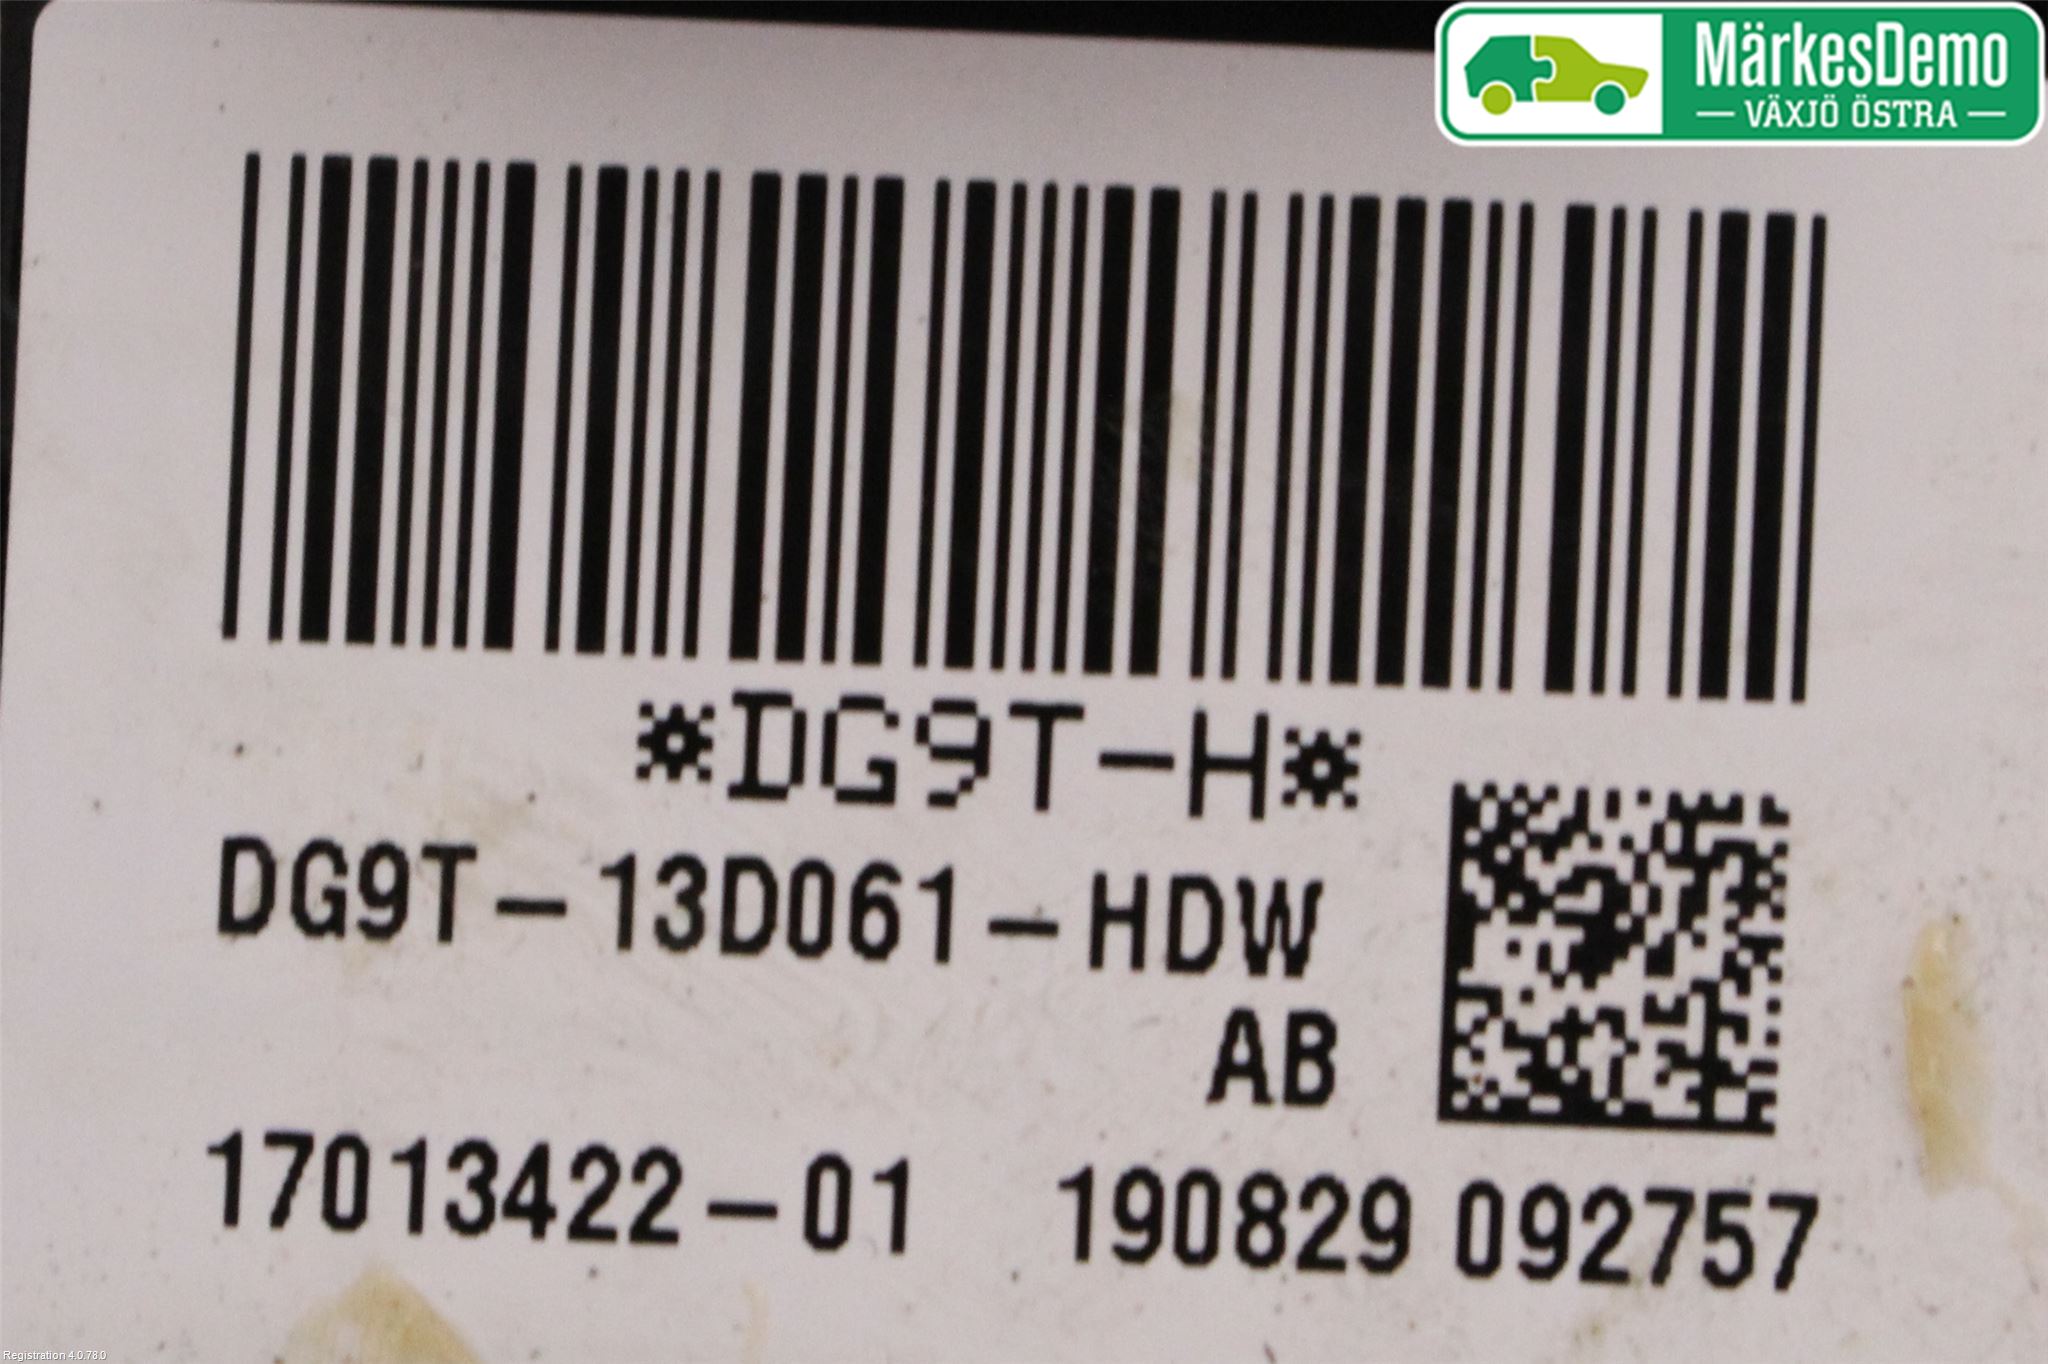 MärkesDemo
— VÄXJÖ ÖSTRA —
*DG9T-H*
DG9T-13D061-HDW
AB
17013422-01 190829 092757
Registration 4.0.78.0